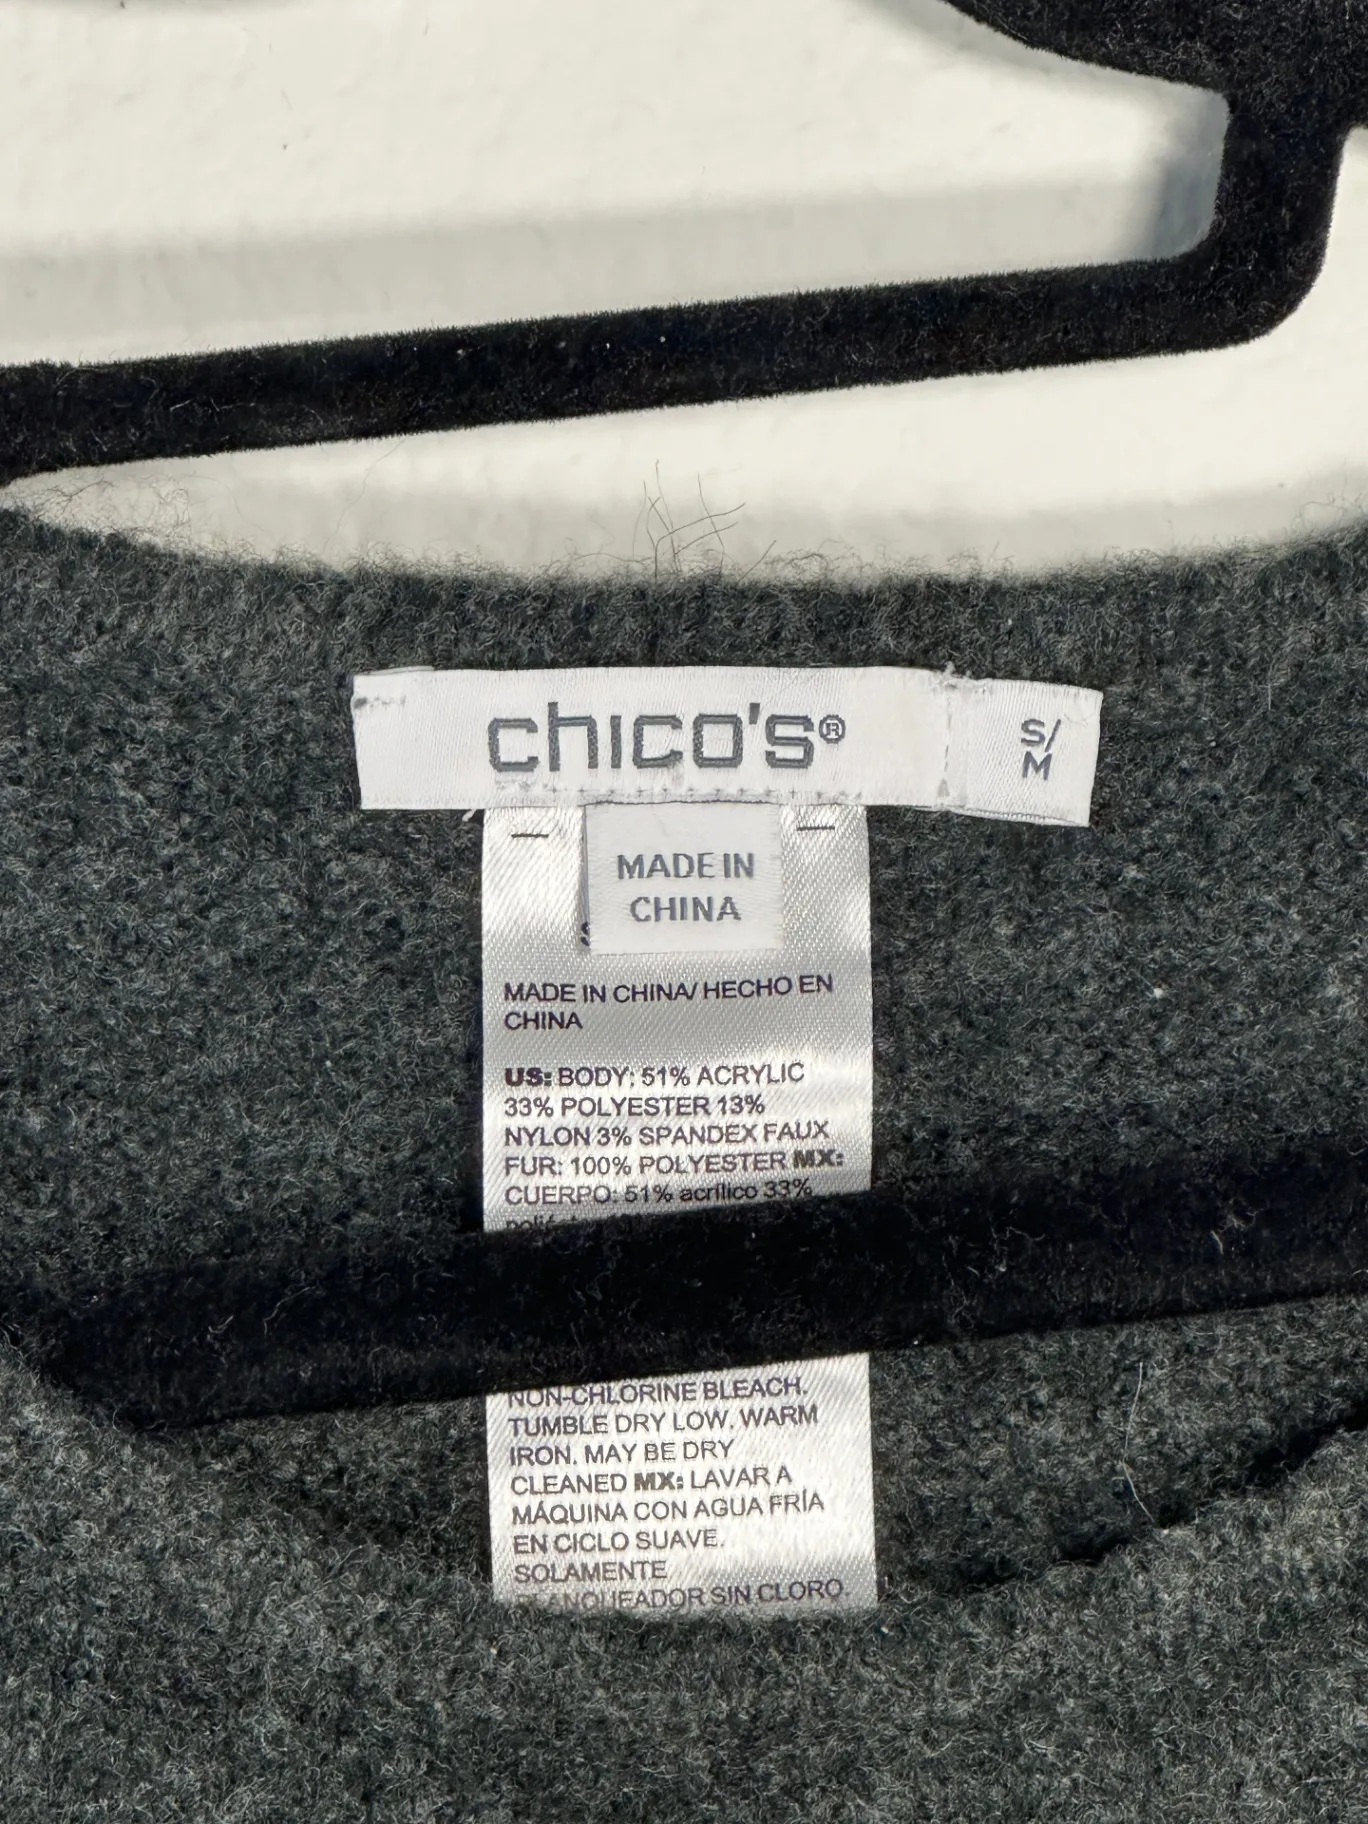 chico's®
S/
M
MADE IN
CHINA
MADE IN CHINA/ HECHO EN
CHINA
US: BODY: 51% ACRYLIC
33% POLYESTER 13%
NYLON 3% SPANDEX FAUX
FUR: 100% POLYESTER MX:
CUERPO: 51% acrílico 33%
NON-CHLORINE BLEACH.
TUMBLE DRY LOW. WARM
IRON. MAY BE DRY
CLEANED MX: LAVAR A
MÁQUINA CON AGUA FRÍA
EN CICLO SUAVE.
SOLAMENTE
BLANQUEADOR SIN CLORO.